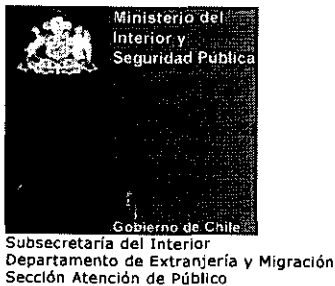 Ministerio del
Interior y
Seguridad Pública
Gobierno de Chile
Subsecretaría del Interior
Departamento de Extranjería y Migración
Sección Atención de Público